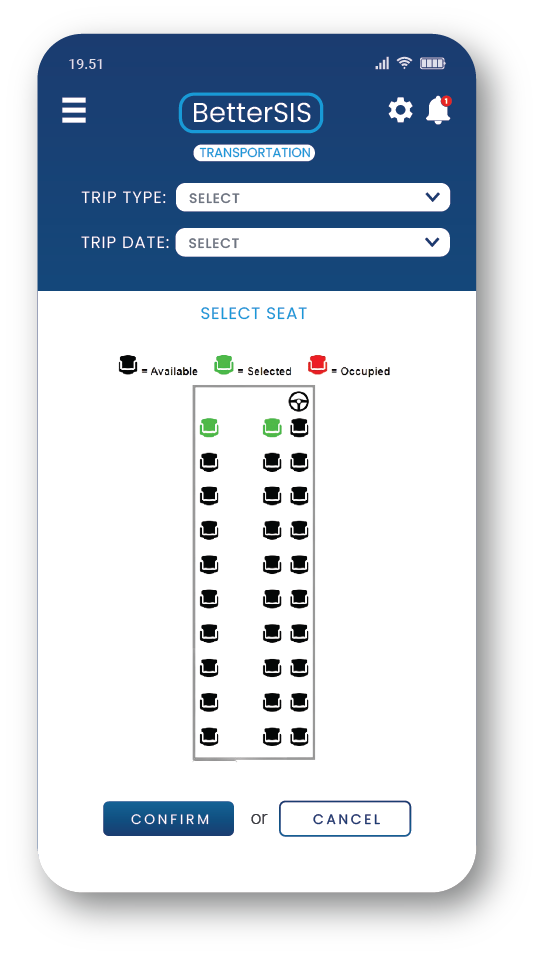 19.51
BetterSIS
1
TRANSPORTATION
TRIP TYPE: SELECT
TRIP DATE: SELECT
SELECT SEAT
= Available = Selected = Occupied
CONFIRM or CANCEL